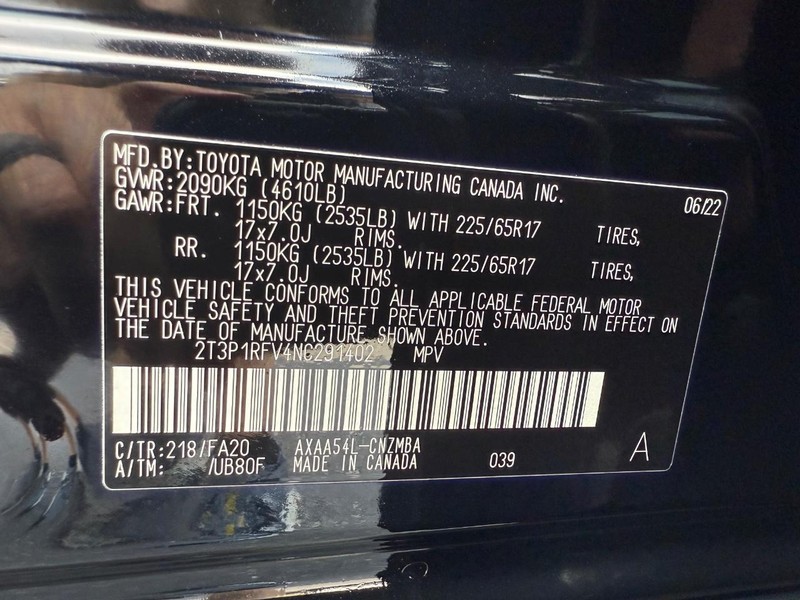 MFD.BY:TOYOTA MOTOR MANUFACTURING CANADA INC. 06/22
GVWR:2090KG (4610LB)
GAWR:FRT. 1150KG (2535LB) WITH 225/65R17 TIRES,
17x7.0J RIMS.
RR. 1150KG (2535LB) WITH 225/65R17 TIRES,
17x7.0J RIMS.
THIS VEHICLE CONFORMS TO ALL APPLICABLE FEDERAL MOTOR
VEHICLE SAFETY AND THEFT PREVENTION STANDARDS IN EFFECT ON
THE DATE OF MANUFACTURE SHOWN ABOVE.
2T3P1RFV4NC291402 MPV
C/TR:218/FA20 AXAA54L-CNZMBA
A/TM: /UB80F MADE IN CANADA 039 A